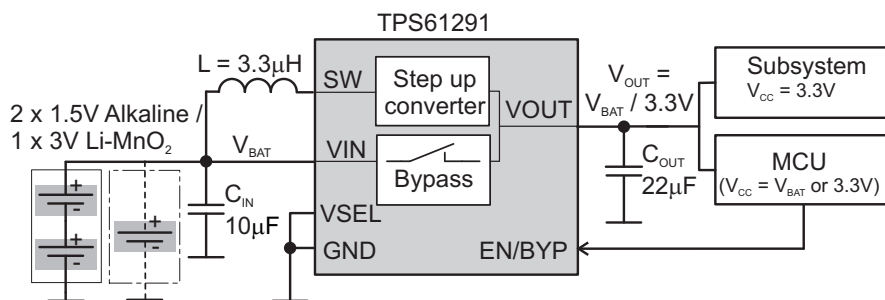 TPS61291
L = 3.3μH
SW
Step up
converter
VOUT
V_OUT =
V_BAT / 3.3V
Subsystem
V_CC = 3.3V
2 x 1.5V Alkaline /
1 x 3V Li-MnO₂
V_BAT
VIN
Bypass
C_OUT
22μF
MCU
(V_CC = V_BAT or 3.3V)
C_IN
10μF
VSEL
GND
EN/BYP
+
+
+